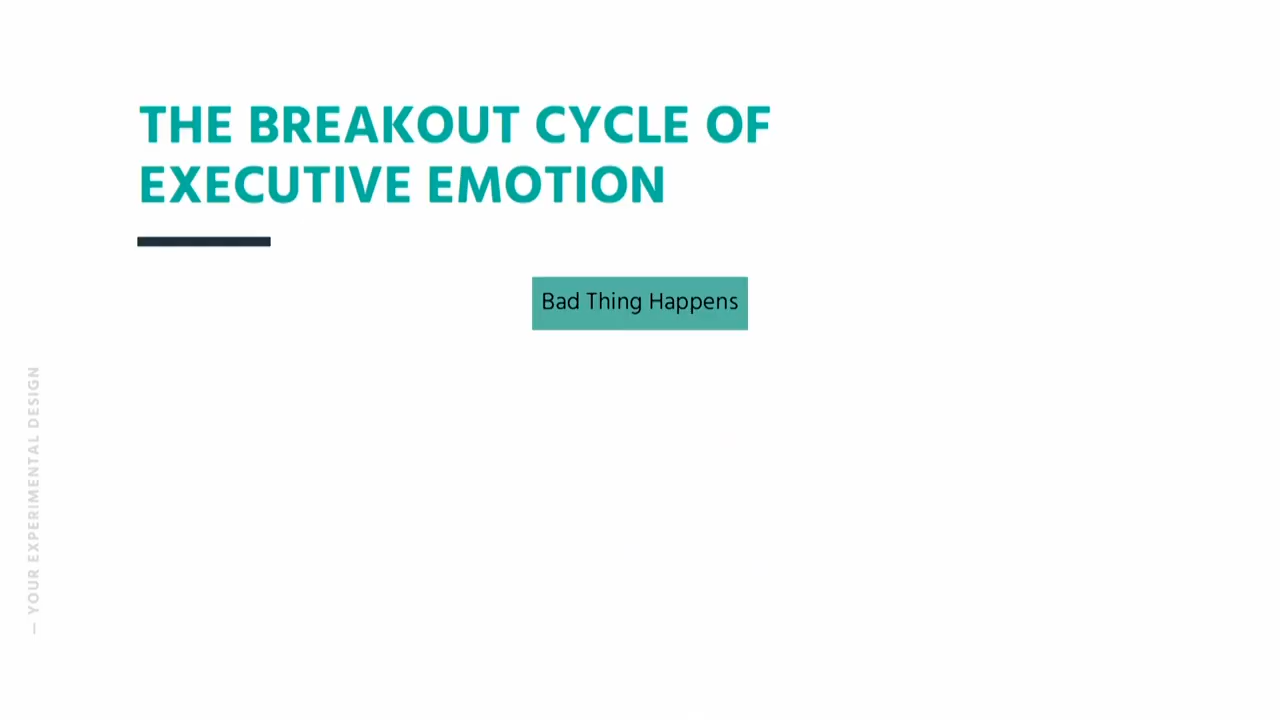 THE BREAKOUT CYCLE OF
EXECUTIVE EMOTION
Bad Thing Happens
— YOUR EXPERIMENTAL DESIGN